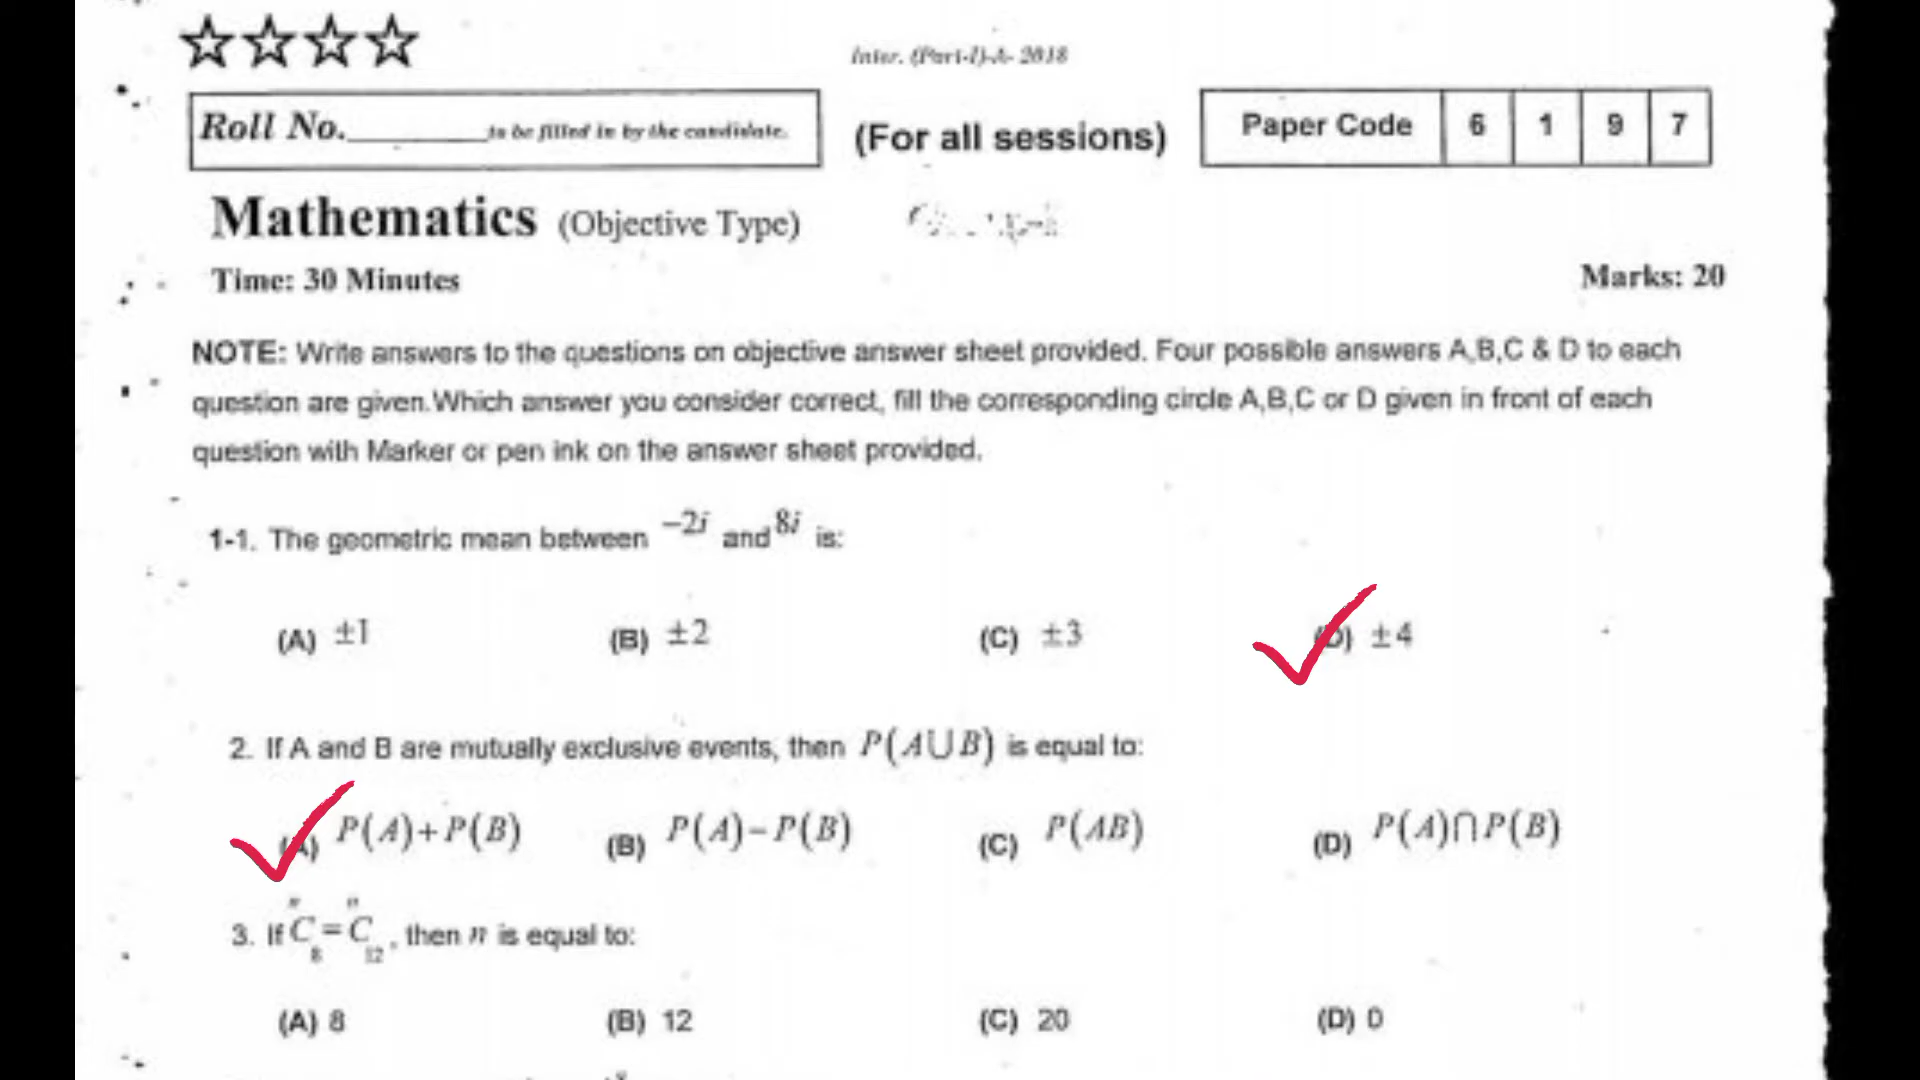 Inter. (Part-I)-A- 2018
Roll No.________to be filled in by the candidate.
(For all sessions)
Paper Code 6 1 9 7
Mathematics (Objective Type)
Time: 30 Minutes
Marks: 20
NOTE: Write answers to the questions on objective answer sheet provided. Four possible answers A,B,C & D to each
question are given.Which answer you consider correct, fill the corresponding circle A,B,C or D given in front of each
question with Marker or pen ink on the answer sheet provided.
1-1. The geometric mean between −2i and 8i is:
(A) ±1 (B) ±2 (C) ±3 (D) ±4
2. If A and B are mutually exclusive events, then P(A∪B) is equal to:
(A) P(A)+P(B) (B) P(A)−P(B) (C) P(AB) (D) P(A)∩P(B)
3. If ⁿC₈ = ⁿC₁₂, then n is equal to:
(A) 8 (B) 12 (C) 20 (D) 0